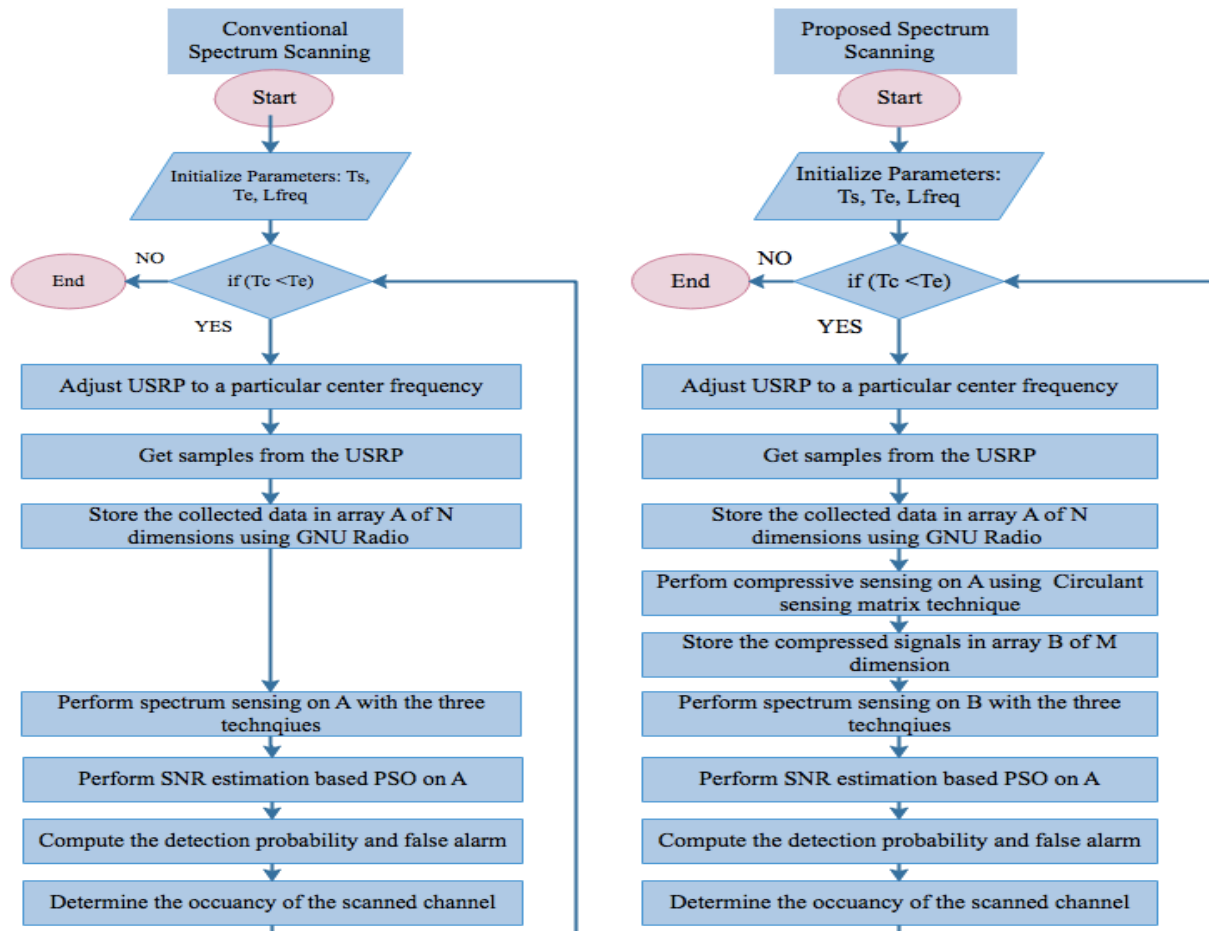 Conventional
Spectrum Scanning
Start
Initialize Parameters: Ts,
Te, Lfreq
NO
End
if (Tc <Te)
YES
Adjust USRP to a particular center frequency
Get samples from the USRP
Store the collected data in array A of N
dimensions using GNU Radio
Perform spectrum sensing on A with the three
technqiues
Perform SNR estimation based PSO on A
Compute the detection probability and false alarm
Determine the occuancy of the scanned channel
Proposed Spectrum
Scanning
Start
Initialize Parameters:
Ts, Te, Lfreq
NO
End
if (Tc <Te)
YES
Adjust USRP to a particular center frequency
Get samples from the USRP
Store the collected data in array A of N
dimensions using GNU Radio
Perfom compressive sensing on A using Circulant
sensing matrix technique
Store the compressed signals in array B of M
dimension
Perform spectrum sensing on B with the three
technqiues
Perform SNR estimation based PSO on A
Compute the detection probability and false alarm
Determine the occuancy of the scanned channel